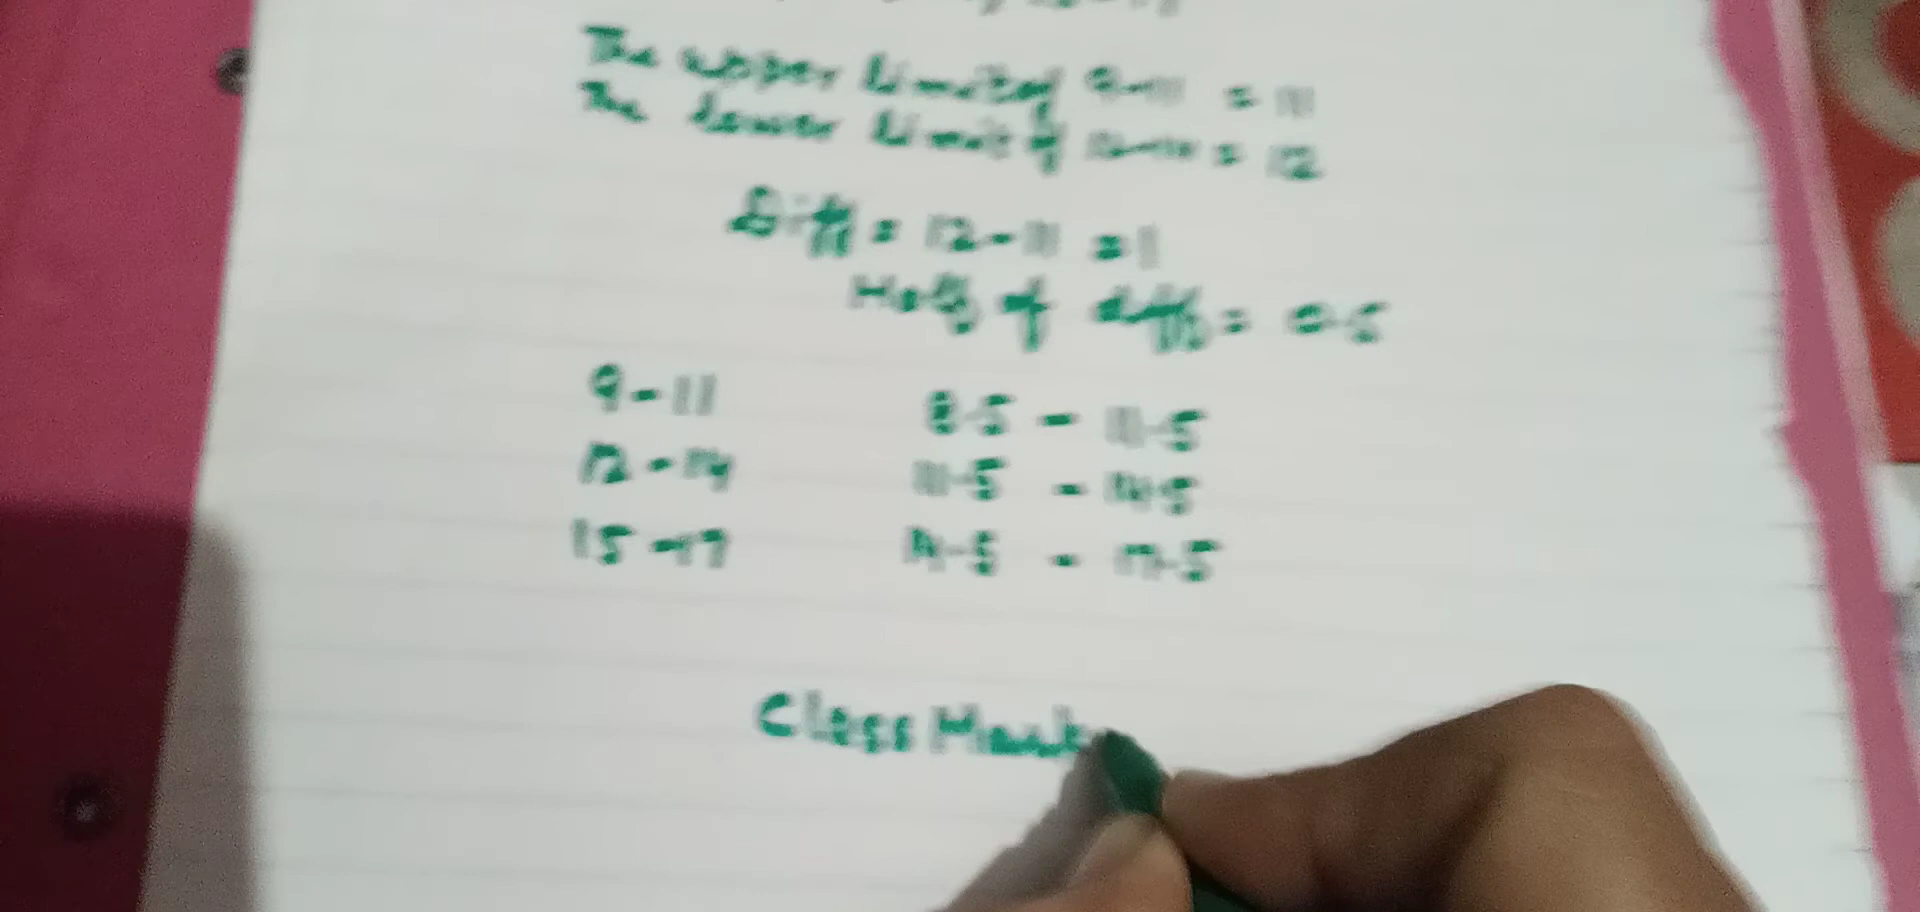 The upper limit of 9-11 = 11
The lower limit of 12-14 = 12
Diff = 12-11 = 1
Half of diff = 0.5
9-11 8.5 - 11.5
12-14 11.5 - 14.5
15-17 14.5 - 17.5
Class Mark